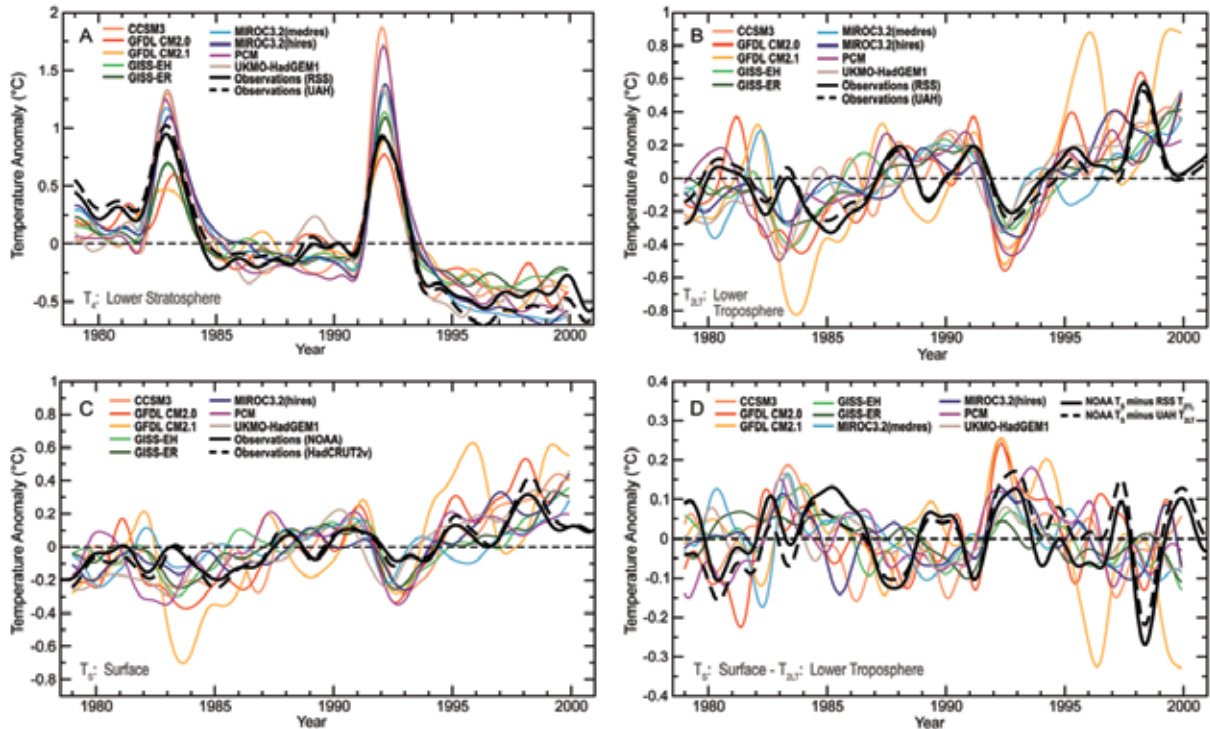 A
CCSM3
GFDL CM2.0
GFDL CM2.1
GISS-EH
GISS-ER
MIROC3.2(medres)
MIROC3.2(hires)
PCM
UKMO-HadGEM1
Observations (RSS)
Observations (UAH)
Temperature Anomaly (°C)
2
1.5
1
0.5
0
-0.5
T4: Lower Stratosphere
1980 1985 1990 1995 2000
Year
B
CCSM3
GFDL CM2.0
GFDL CM2.1
GISS-EH
GISS-ER
MIROC3.2(medres)
MIROC3.2(hires)
PCM
UKMO-HadGEM1
Observations (RSS)
Observations (UAH)
Temperature Anomaly (°C)
1
0.8
0.6
0.4
0.2
0
-0.2
-0.4
-0.6
-0.8
T2LT: Lower
Troposphere
1980 1985 1990 1995 2000
Year
C
CCSM3
GFDL CM2.0
GFDL CM2.1
GISS-EH
GISS-ER
MIROC3.2(hires)
PCM
UKMO-HadGEM1
Observations (NOAA)
Observations (HadCRUT2v)
Temperature Anomaly (°C)
1
0.8
0.6
0.4
0.2
0
-0.2
-0.4
-0.6
-0.8
TS: Surface
1980 1985 1990 1995 2000
Year
D
CCSM3
GFDL CM2.0
GFDL CM2.1
GISS-EH
GISS-ER
MIROC3.2(medres)
MIROC3.2(hires)
PCM
UKMO-HadGEM1
NOAA TS minus RSS T2LT
NOAA TS minus UAH T2LT
Temperature Anomaly (°C)
0.4
0.3
0.2
0.1
0
-0.1
-0.2
-0.3
-0.4
TS: Surface - T2LT: Lower Troposphere
1980 1985 1990 1995 2000
Year